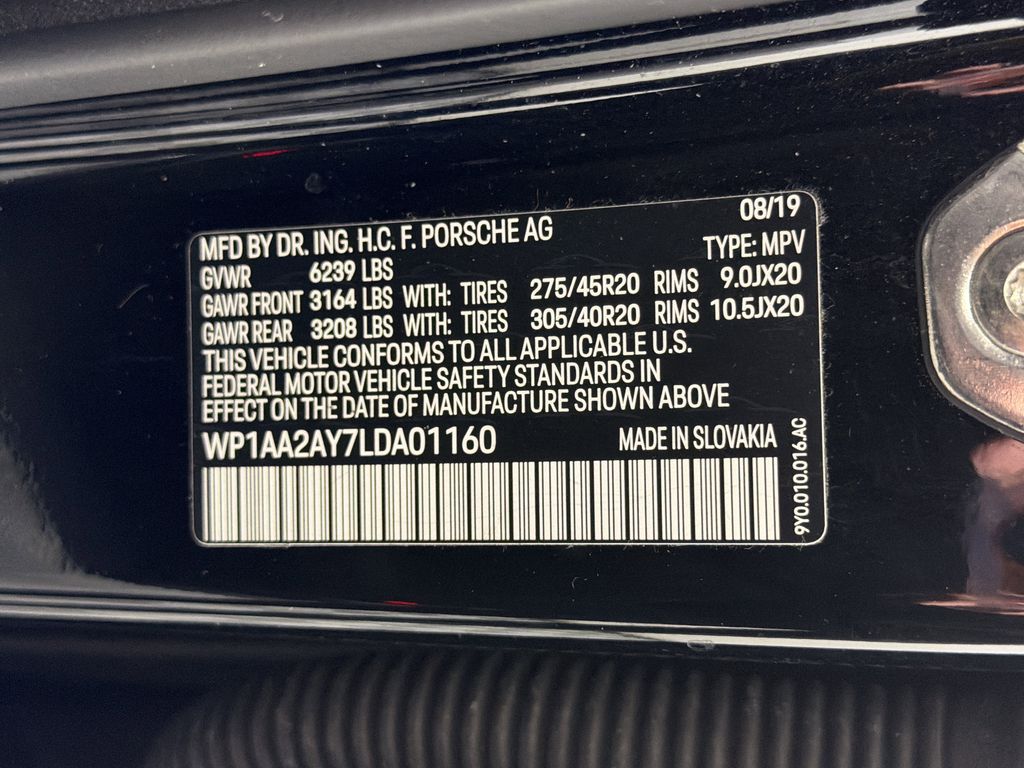 08/19
MFD BY DR. ING. H.C. F. PORSCHE AG
TYPE: MPV
GVWR 6239 LBS
GAWR FRONT 3164 LBS WITH: TIRES 275/45R20 RIMS 9.0JX20
GAWR REAR 3208 LBS WITH: TIRES 305/40R20 RIMS 10.5JX20
THIS VEHICLE CONFORMS TO ALL APPLICABLE U.S.
FEDERAL MOTOR VEHICLE SAFETY STANDARDS IN
EFFECT ON THE DATE OF MANUFACTURE SHOWN ABOVE
WP1AA2AY7LDA01160 MADE IN SLOVAKIA
9Y0.010.016.AC